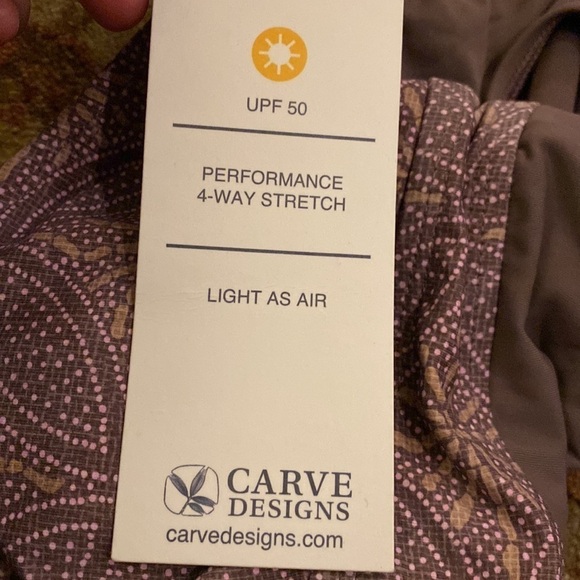 UPF 50
PERFORMANCE
4-WAY STRETCH
LIGHT AS AIR
CARVE
DESIGNS
carvedesigns.com